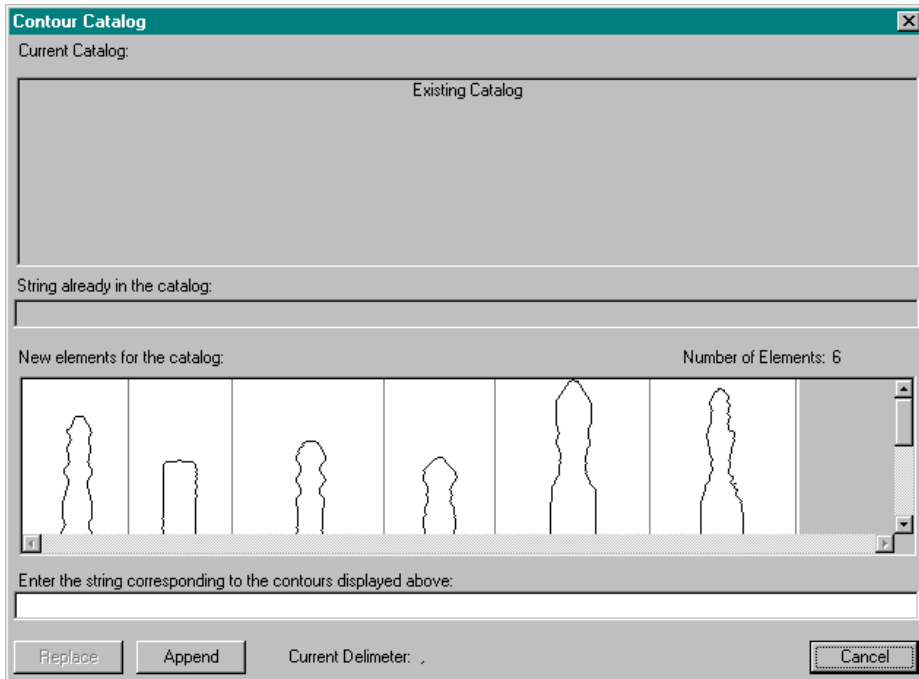 Contour Catalog
Current Catalog:
Existing Catalog
String already in the catalog:
New elements for the catalog: Number of Elements: 6
Enter the string corresponding to the contours displayed above:
Replace Append Current Delimeter: , Cancel